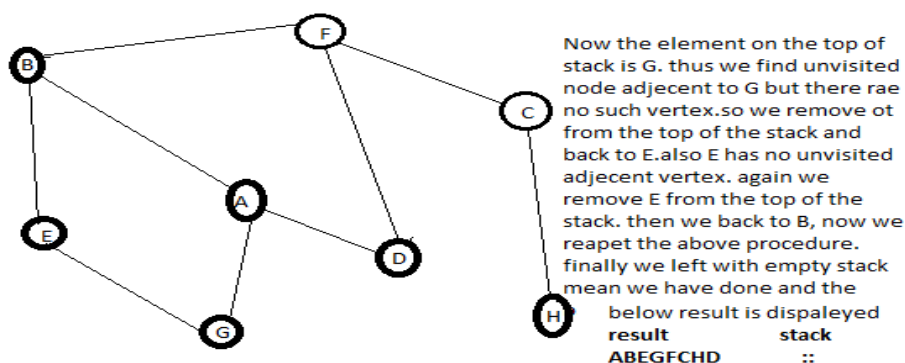 F
B
C
A
E
D
G
H
Now the element on the top of
stack is G. thus we find unvisited
node adjecent to G but there rae
no such vertex.so we remove ot
from the top of the stack and
back to E.also E has no unvisited
adjecent vertex. again we
remove E from the top of the
stack. then we back to B, now we
reapet the above procedure.
finally we left with empty stack
mean we have done and the
below result is dispaleyed
result stack
ABEGFCHD ::